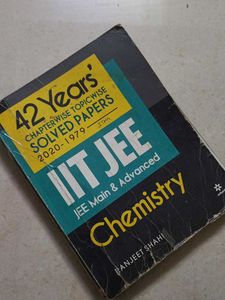 42 Years'
CHAPTERWISE TOPICWISE
SOLVED PAPERS
2020-1979
IIT JEE
JEE Main & Advanced
Chemistry
RANJEET SHAHI